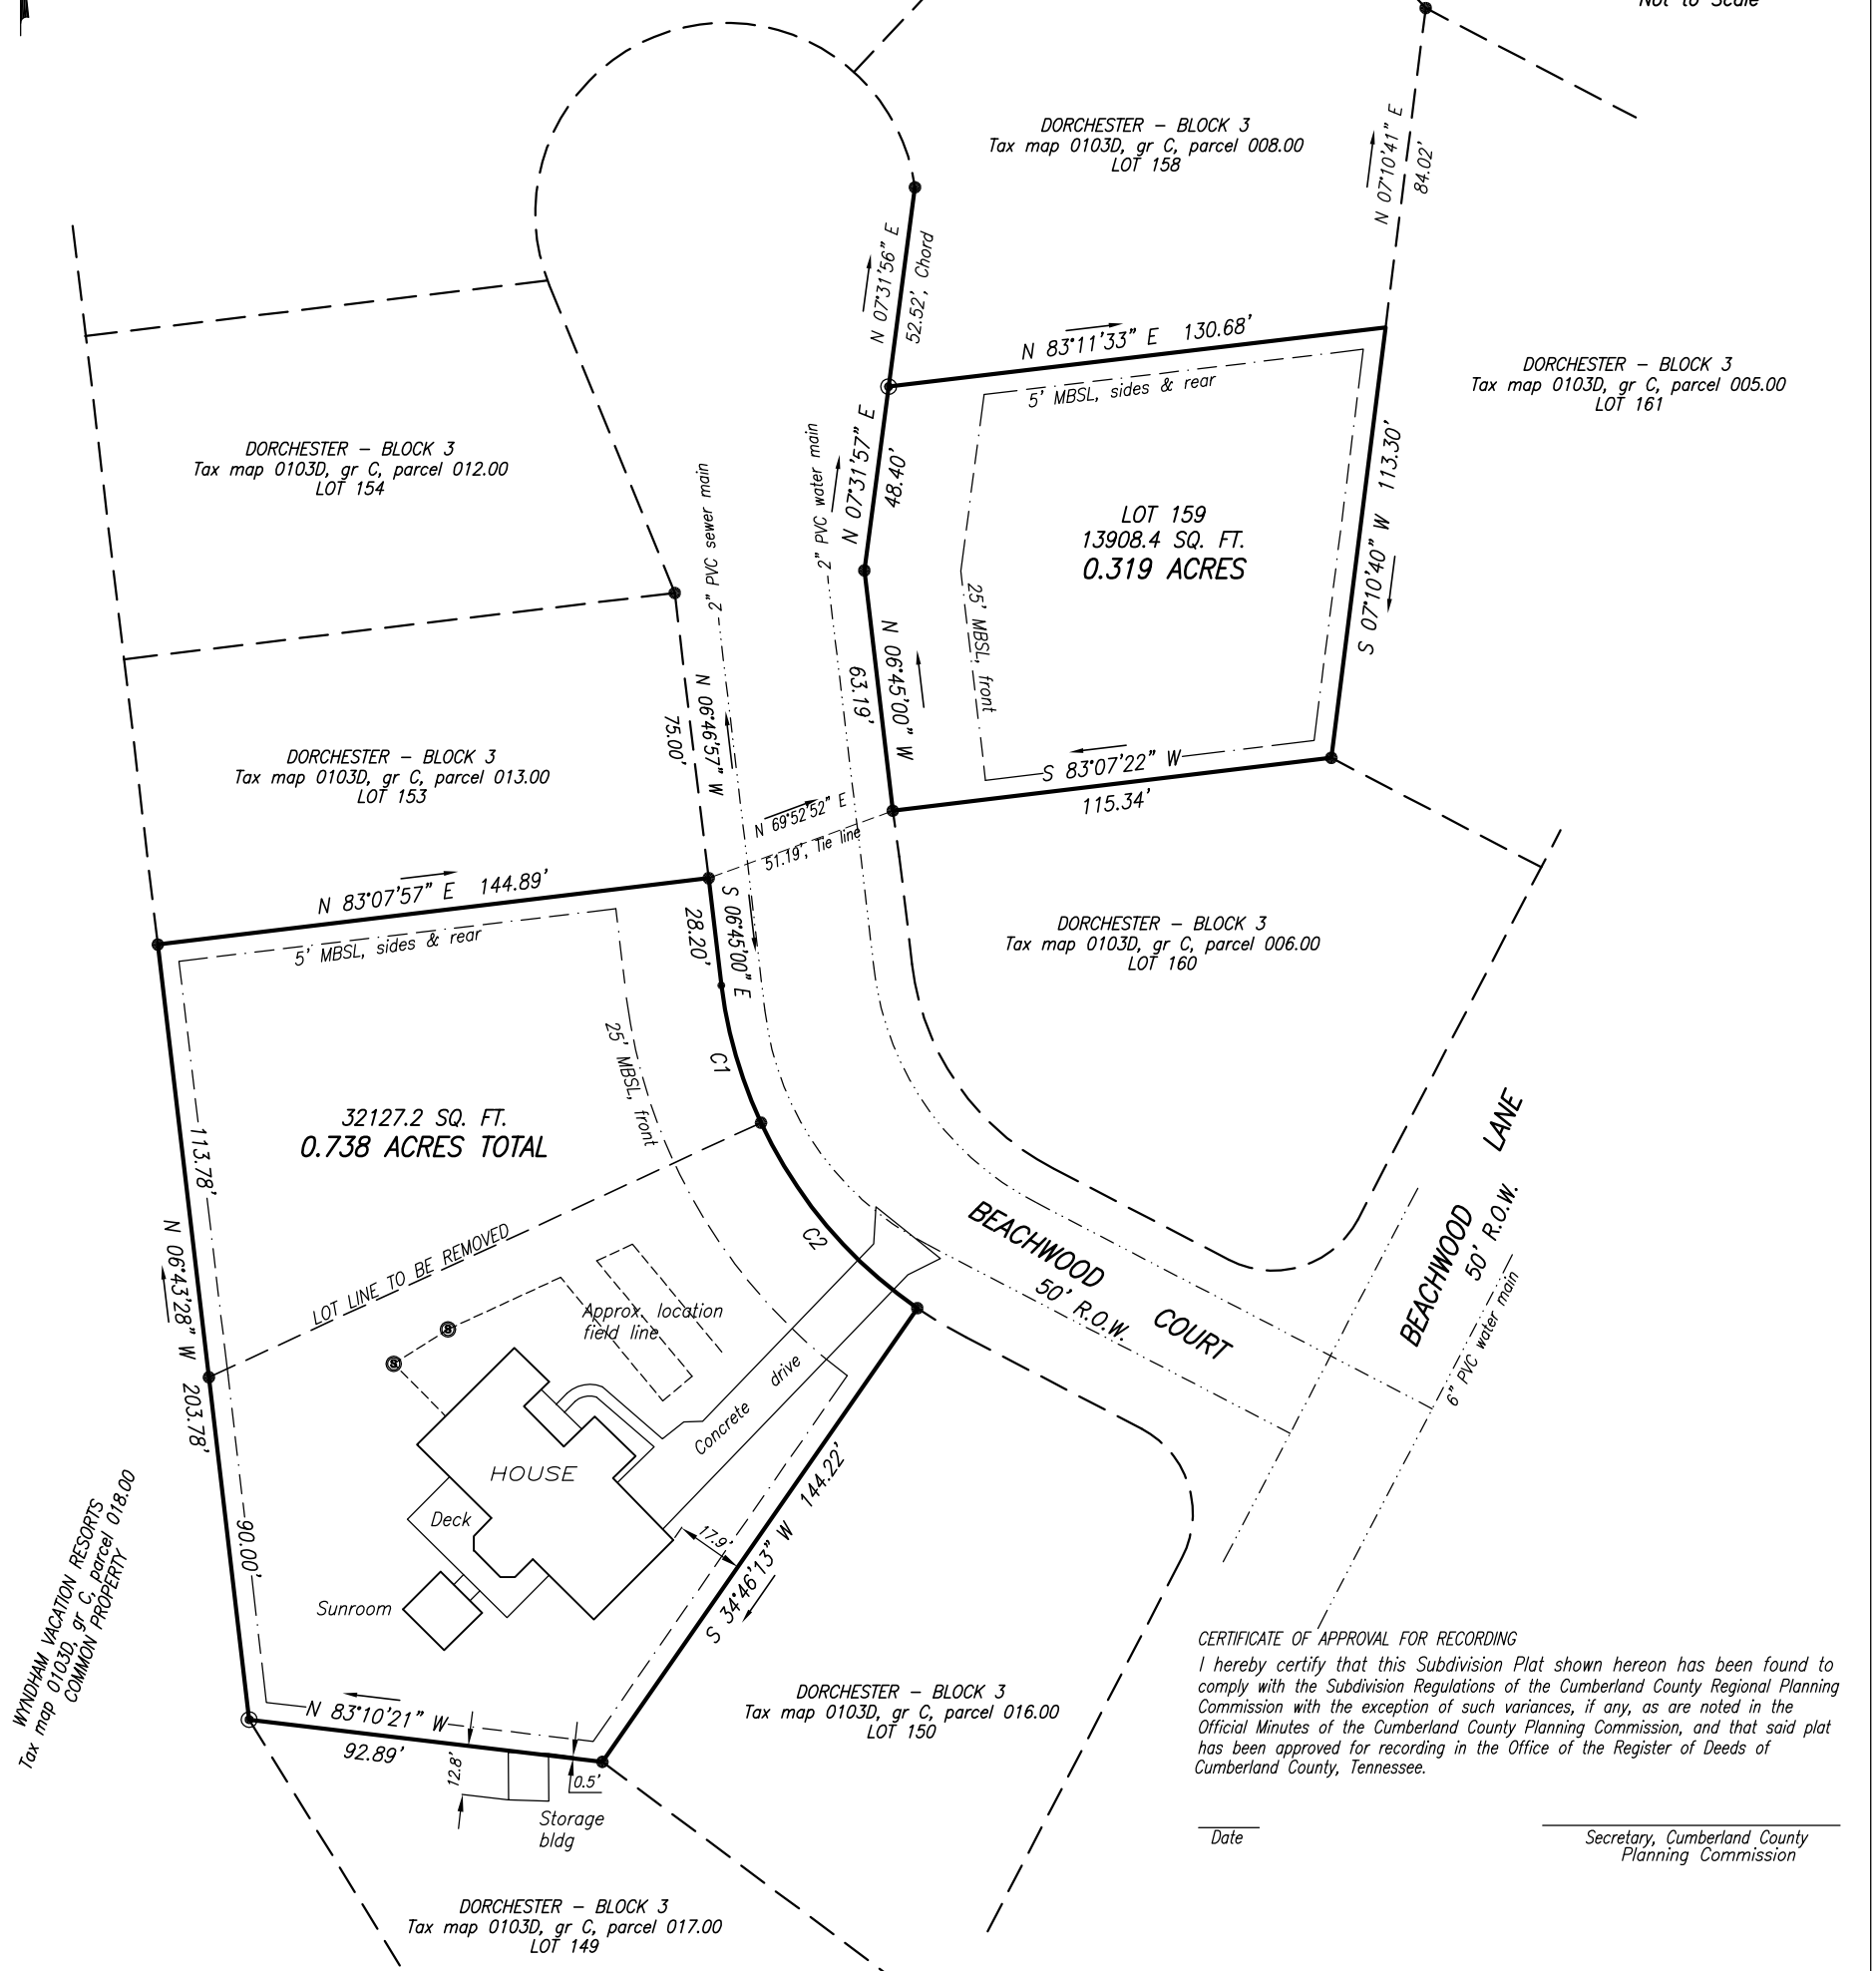 Not to Scale
DORCHESTER – BLOCK 3
Tax map 0103D, gr C, parcel 008.00
LOT 158
N 07°10'41" E
84.02'
N 07°31'56" E
52.52', Chord
N 83°11'33" E 130.68'
5' MBSL, sides & rear
DORCHESTER – BLOCK 3
Tax map 0103D, gr C, parcel 005.00
LOT 161
DORCHESTER – BLOCK 3
Tax map 0103D, gr C, parcel 012.00
LOT 154
2" PVC sewer main
2" PVC water main
N 07°31'57" E
48.40'
LOT 159
13908.4 SQ. FT.
0.319 ACRES
S 07°10'40" W 113.30'
25' MBSL, front
N 06°45'00" W
63.19'
N 06°46'57" W
75.00'
S 83°07'22" W
115.34'
DORCHESTER – BLOCK 3
Tax map 0103D, gr C, parcel 013.00
LOT 153
N 69°52'52" E
51.19', Tie line
N 83°07'57" E 144.89'
5' MBSL, sides & rear
S 06°45'00" E
28.20'
DORCHESTER – BLOCK 3
Tax map 0103D, gr C, parcel 006.00
LOT 160
C1
25' MBSL, front
32127.2 SQ. FT.
0.738 ACRES TOTAL
113.78'
N 06°43'28" W 203.78'
90.00'
LOT LINE TO BE REMOVED
C2
BEACHWOOD COURT
50' R.O.W.
BEACHWOOD LANE
50' R.O.W.
6" PVC water main
Approx. location
field line
S
S
Concrete drive
HOUSE
Deck
Sunroom
17.9'
S 34°46'13" W 144.22'
WYNDHAM VACATION RESORTS
Tax map 0103D, gr C, parcel 018.00
COMMON PROPERTY
N 83°10'21" W
92.89'
12.8'
0.5'
Storage
bldg
DORCHESTER – BLOCK 3
Tax map 0103D, gr C, parcel 016.00
LOT 150
DORCHESTER – BLOCK 3
Tax map 0103D, gr C, parcel 017.00
LOT 149
CERTIFICATE OF APPROVAL FOR RECORDING
I hereby certify that this Subdivision Plat shown hereon has been found to
comply with the Subdivision Regulations of the Cumberland County Regional Planning
Commission with the exception of such variances, if any, as are noted in the
Official Minutes of the Cumberland County Planning Commission, and that said plat
has been approved for recording in the Office of the Register of Deeds of
Cumberland County, Tennessee.
Date
Secretary, Cumberland County
Planning Commission